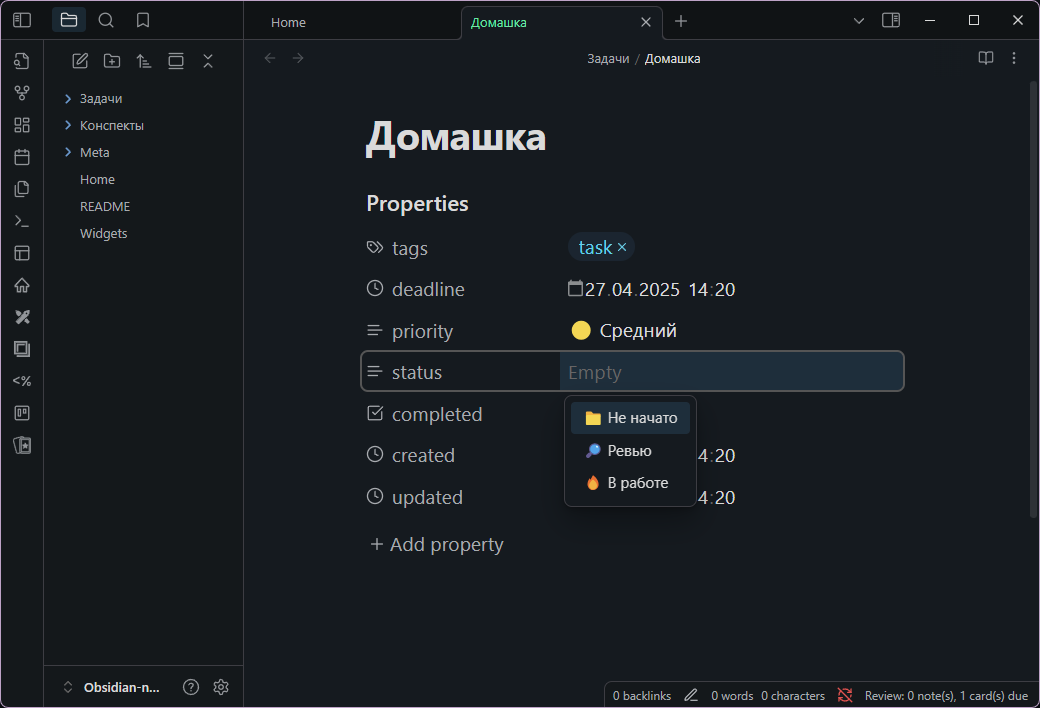 Home
Домашка
Задачи / Домашка
Задачи
Конспекты
Meta
Home
README
Widgets
<%
Домашка
Properties
tags
task ×
deadline
27.04.2025 14:20
priority
Средний
status
Empty
Не начато
Ревью
В работе
completed
created
4:20
updated
4:20
+ Add property
Obsidian-n...
0 backlinks
0 words 0 characters
Review: 0 note(s), 1 card(s) due